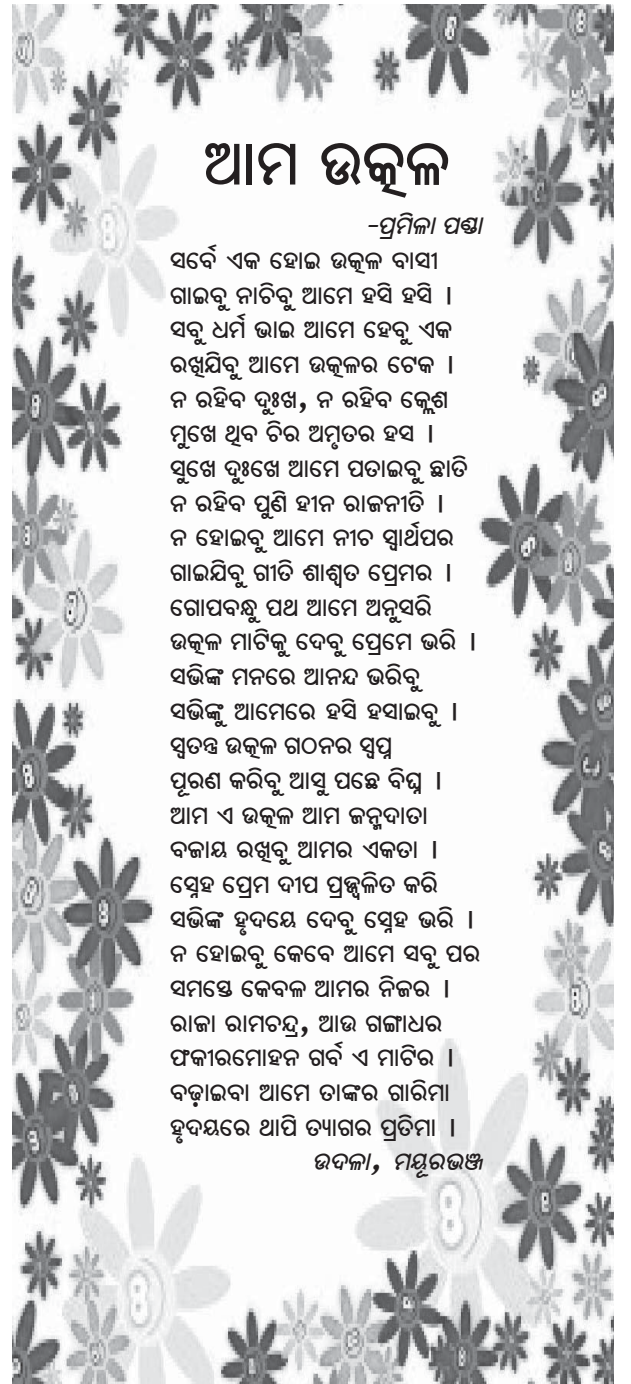 ଆମ ଉତ୍କଳ
-ପ୍ରମିଳା ପଣ୍ଡା
ସର୍ବେ ଏକ ହୋଇ ଉତ୍କଳ ବାସୀ
ଗାଇବୁ ନାଚିବୁ ଆମେ ହସି ହସି ।
ସବୁ ଧର୍ମ ଭାଇ ଆମେ ହେବୁ ଏକ
ରଖିଯିବୁ ଆମେ ଉତ୍କଳର ଟେକ ।
ନ ରହିବ ଦୁଃଖ, ନ ରହିବ କ୍ଲେଶ
ମୁଖେ ଥିବ ଚିର ଅମୃତର ହସ ।
ସୁଖେ ଦୁଃଖେ ଆମେ ପତାଇବୁ ଛାତି
ନ ରହିବ ପୁଣି ହୀନ ରାଜନୀତି ।
ନ ହୋଇବୁ ଆମେ ନୀଚ ସ୍ୱାର୍ଥପର
ଗାଇଯିବୁ ଗୀତି ଶାଶ୍ୱତ ପ୍ରେମର ।
ଗୋପବନ୍ଧୁ ପଥ ଆମେ ଅନୁସରି
ଉତ୍କଳ ମାଟିକୁ ଦେବୁ ପ୍ରେମେ ଭରି ।
ସଭିଙ୍କ ମନରେ ଆନନ୍ଦ ଭରିବୁ
ସଭିଙ୍କୁ ଆମେରେ ହସି ହସାଇବୁ ।
ସ୍ୱତନ୍ତ୍ର ଉତ୍କଳ ଗଠନର ସ୍ୱପ୍ନ
ପୂରଣ କରିବୁ ଆସୁ ପଛେ ବିଘ୍ନ ।
ଆମ ଏ ଉତ୍କଳ ଆମ ଜନ୍ମଦାତା
ବଜାୟ ରଖିବୁ ଆମର ଏକତା ।
ସ୍ନେହ ପ୍ରେମ ଦୀପ ପ୍ରଜ୍ଜ୍ୱଳିତ କରି
ସଭିଙ୍କ ହୃଦୟେ ଦେବୁ ସ୍ନେହ ଭରି ।
ନ ହୋଇବୁ କେବେ ଆମେ ସବୁ ପର
ସମସ୍ତେ କେବଳ ଆମର ନିଜର ।
ରାଜା ରାମଚନ୍ଦ୍ର, ଆଉ ଗଙ୍ଗାଧର
ଫକୀରମୋହନ ଗର୍ବ ଏ ମାଟିର ।
ବଢ଼ାଇବା ଆମେ ତାଙ୍କର ଗାରିମା
ହୃଦୟରେ ଥାପି ତ୍ୟାଗର ପ୍ରତିମା ।
ଉଦଳା, ମୟୂରଭଞ୍ଜ